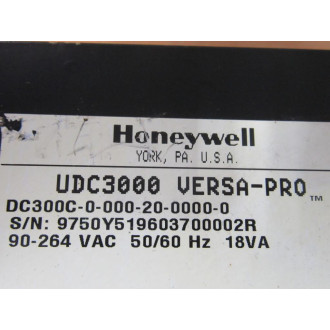 Honeywell
YORK, PA. U.S.A.
UDC3000 VERSA-PRO™
DC300C-0-000-20-0000-0
S/N: 9750Y519603700002R
90-264 VAC 50/60 Hz 18VA